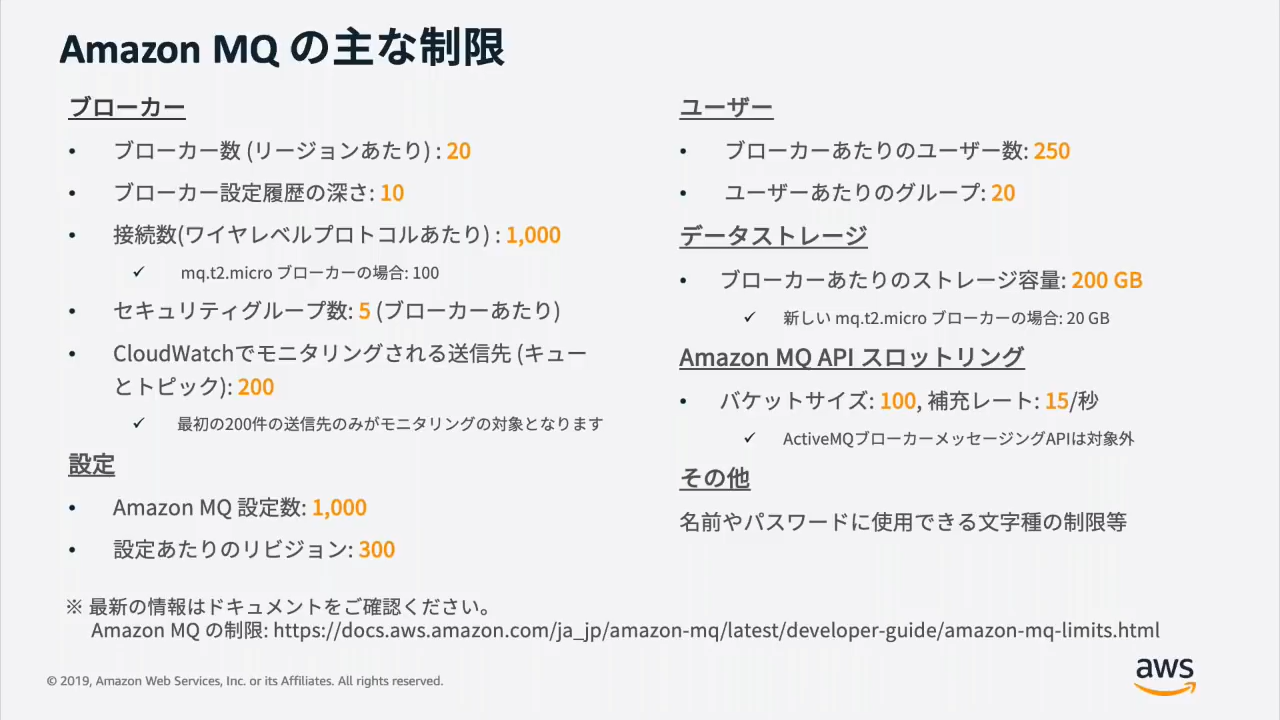 Amazon MQ の主な制限
ブローカー
• ブローカー数 (リージョンあたり) : 20
• ブローカー設定履歴の深さ: 10
• 接続数(ワイヤレベルプロトコルあたり) : 1,000
✓ mq.t2.micro ブローカーの場合: 100
• セキュリティグループ数: 5 (ブローカーあたり)
• CloudWatchでモニタリングされる送信先 (キュー
とトピック): 200
✓ 最初の200件の送信先のみがモニタリングの対象となります
設定
• Amazon MQ 設定数: 1,000
• 設定あたりのリビジョン: 300
ユーザー
• ブローカーあたりのユーザー数: 250
• ユーザーあたりのグループ: 20
データストレージ
• ブローカーあたりのストレージ容量: 200 GB
✓ 新しい mq.t2.micro ブローカーの場合: 20 GB
Amazon MQ API スロットリング
• バケットサイズ: 100, 補充レート: 15/秒
✓ ActiveMQブローカーメッセージングAPIは対象外
その他
名前やパスワードに使用できる文字種の制限等
※ 最新の情報はドキュメントをご確認ください。
Amazon MQ の制限: https://docs.aws.amazon.com/ja_jp/amazon-mq/latest/developer-guide/amazon-mq-limits.html
© 2019, Amazon Web Services, Inc. or its Affiliates. All rights reserved.
aws